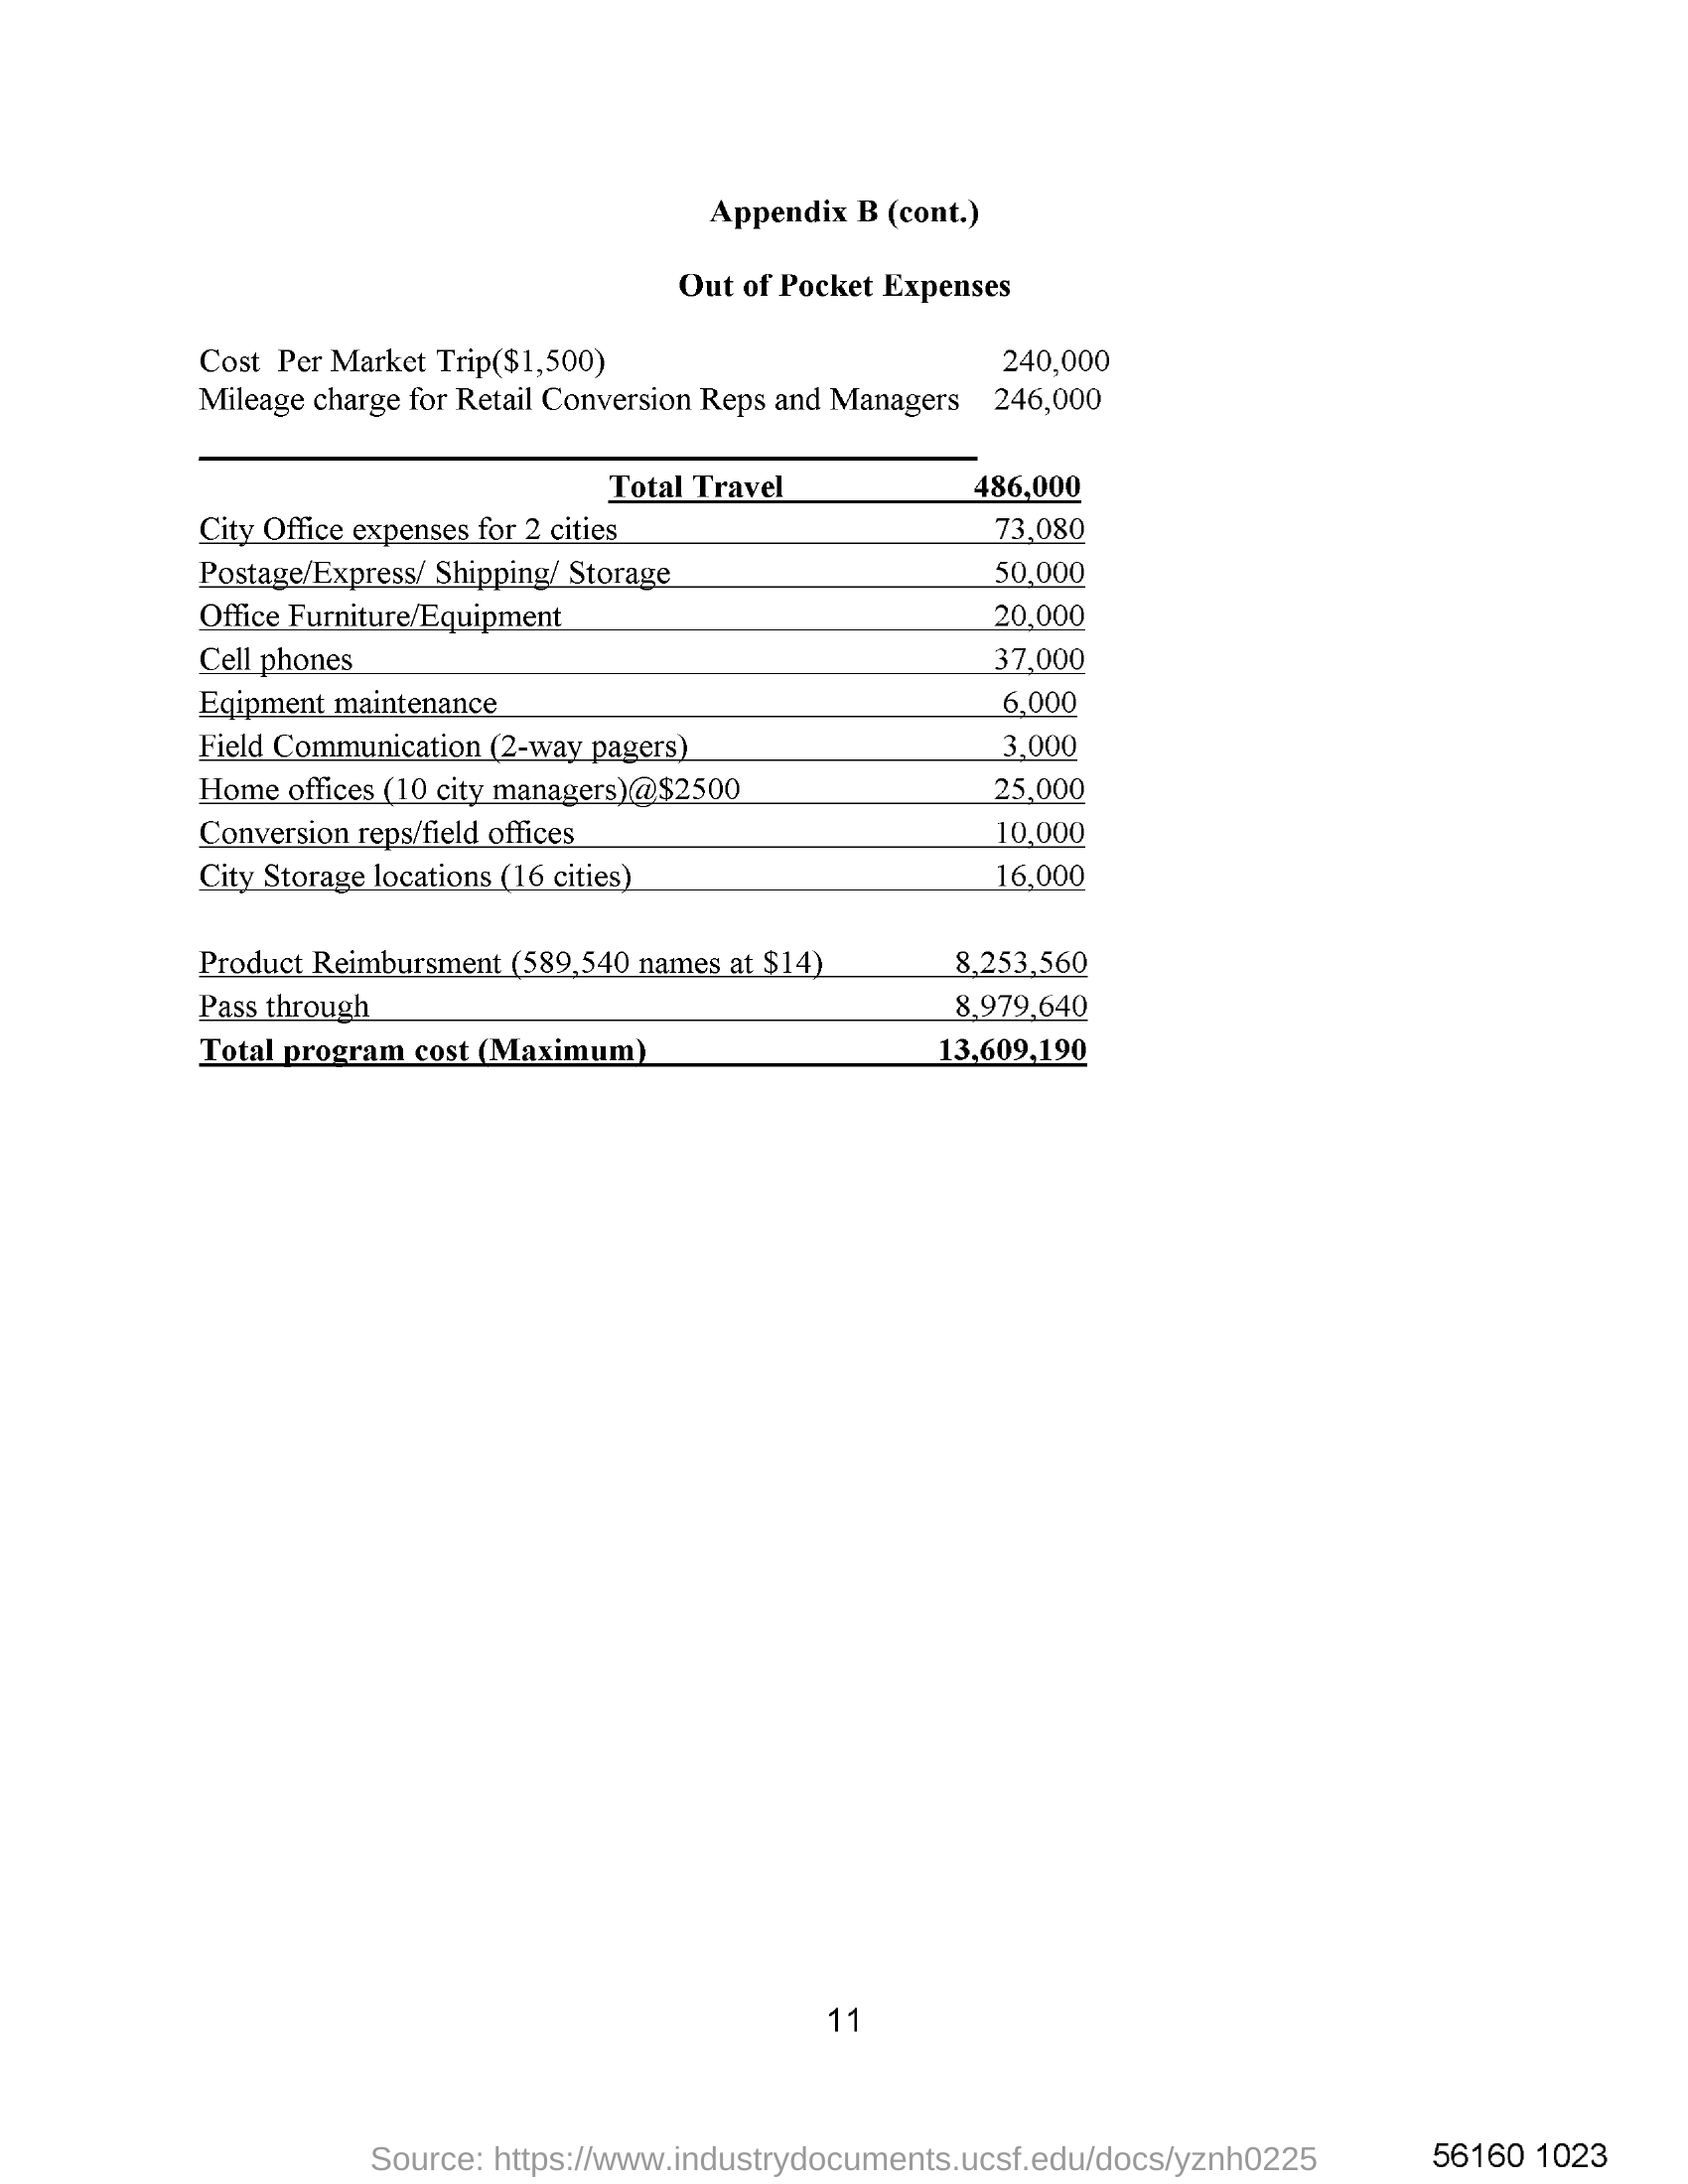 Appendix B (cont.)
Out of Pocket Expenses
Cost Per Market Trip($1,500) 240,000
Mileage charge for Retail Conversion Reps and Managers 246,000
Total Travel 486,000
City Office expenses for 2 cities 73,080
Postage/Express/ Shipping/ Storage 50,000
Office Furniture/Equipment 20,000
Cell phones 37,000
Eqipment maintenance 6,000
Field Communication (2-way pagers) 3,000
Home offices (10 city managers)@$2500 25,000
Conversion reps/field offices 10,000
City Storage locations (16 cities) 16,000
Product Reimbursment (589,540 names at $14) 8,253,560
Pass through 8,979,640
Total program cost (Maximum) 13,609,190
11
Source: https://www.industrydocuments.ucsf.edu/docs/yznh0225
56160 1023